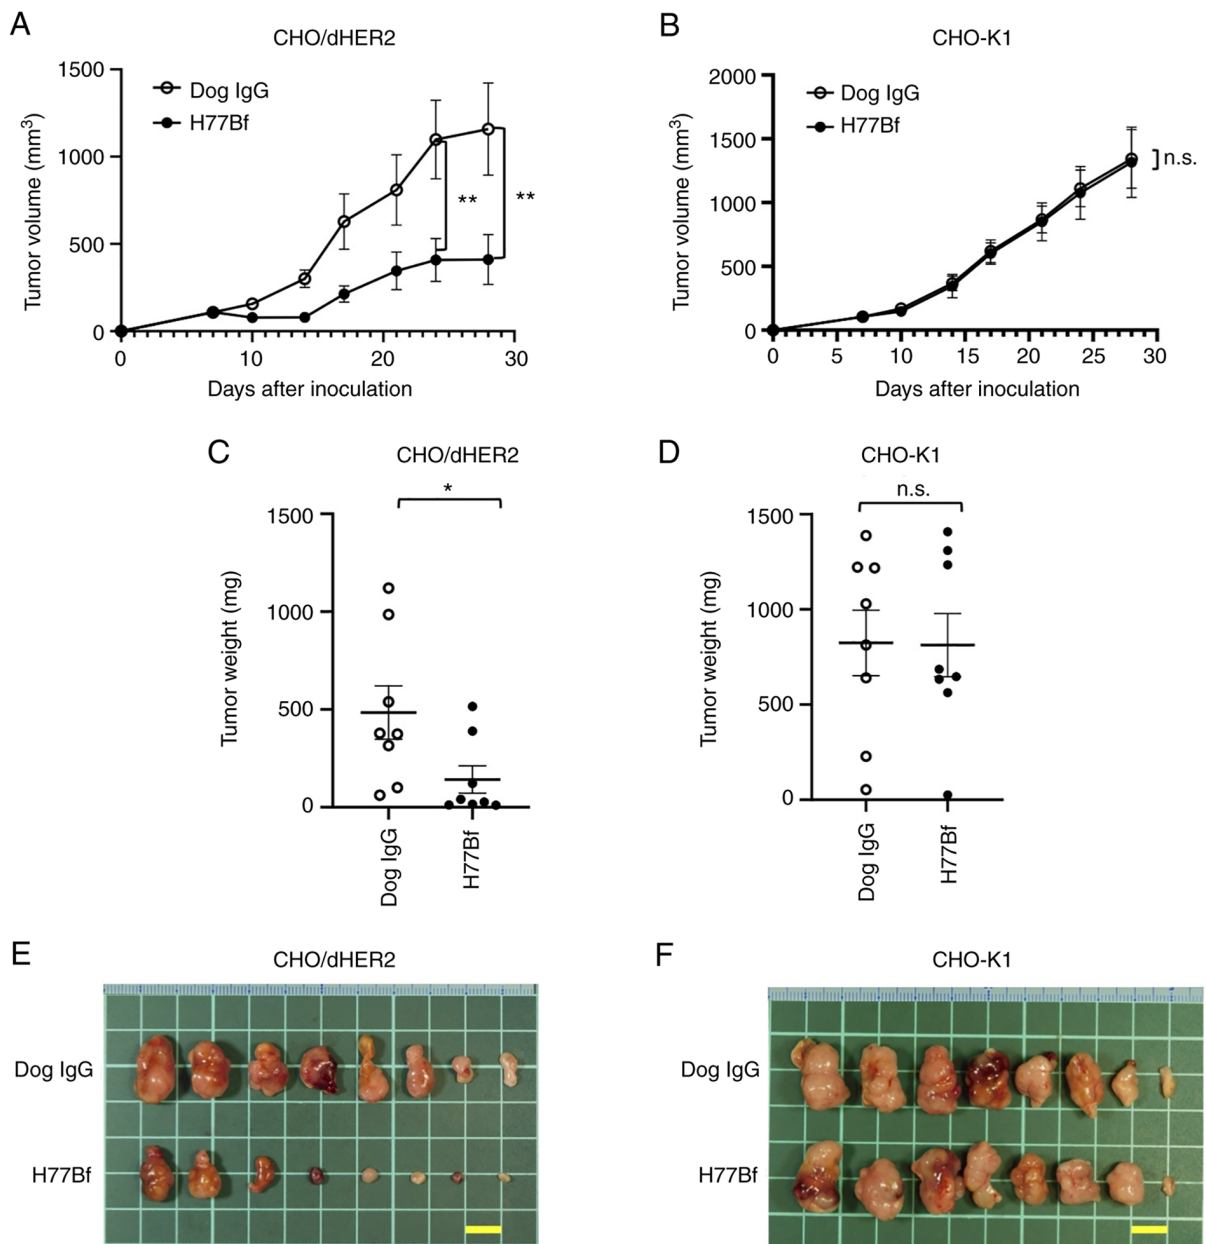 A
CHO/dHER2
Tumor volume (mm3)
1500
1000
500
0
Dog IgG
H77Bf
**
**
0
10
20
30
Days after inoculation
B
CHO-K1
Tumor volume (mm3)
2000
1500
1000
500
0
Dog IgG
H77Bf
n.s.
0
5
10
15
20
25
30
Days after inoculation
C
CHO/dHER2
*
Tumor weight (mg)
1500
1000
500
0
Dog IgG
H77Bf
D
CHO-K1
n.s.
Tumor weight (mg)
1500
1000
500
0
Dog IgG
H77Bf
E
CHO/dHER2
Dog IgG
H77Bf
F
CHO-K1
Dog IgG
H77Bf